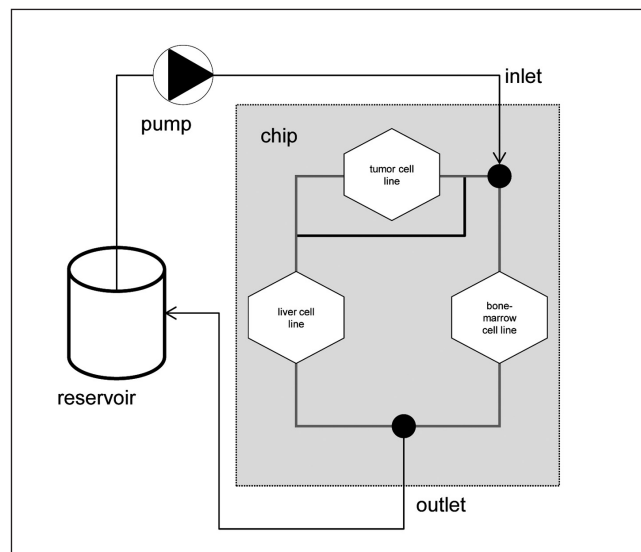 inlet
pump
chip
tumor cell
line
liver cell
line
bone-
marrow
cell line
reservoir
outlet